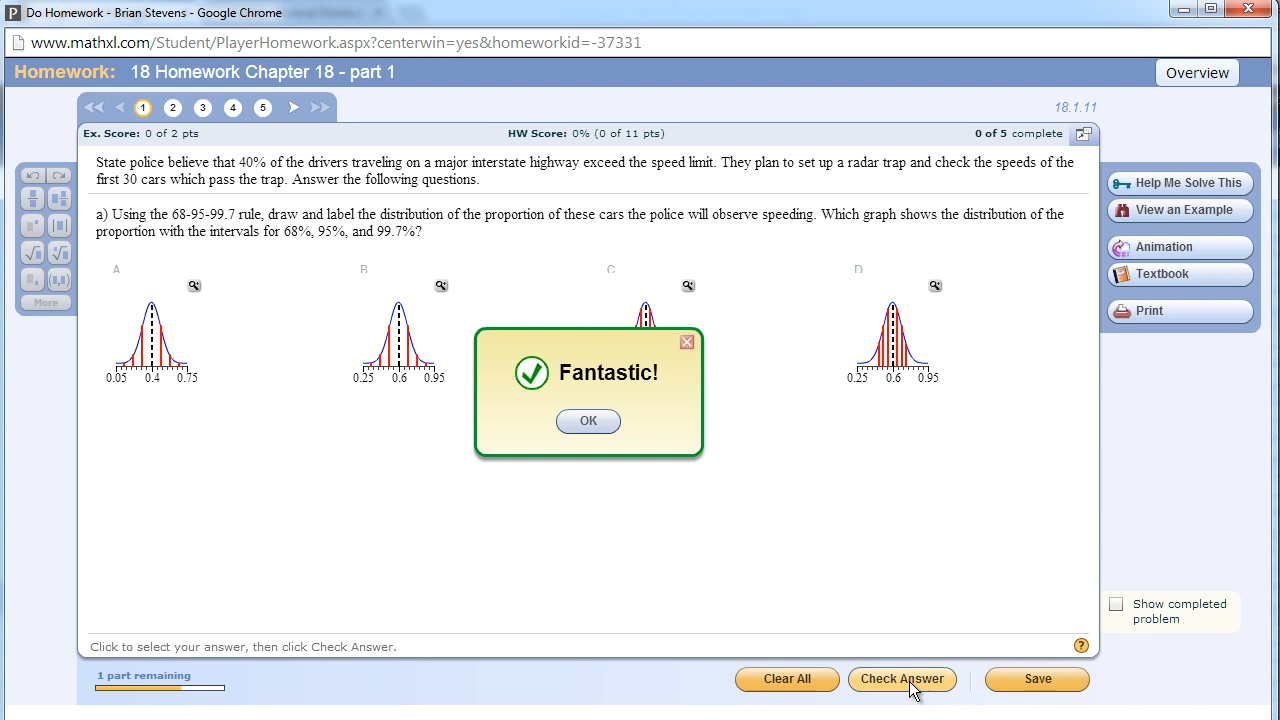 Do Homework - Brian Stevens - Google Chrome
www.mathxl.com/Student/PlayerHomework.aspx?centerwin=yes&homeworkid=-37331
Homework: 18 Homework Chapter 18 - part 1
Overview
1 2 3 4 5
18.1.11
Ex. Score: 0 of 2 pts
HW Score: 0% (0 of 11 pts)
0 of 5 complete
State police believe that 40% of the drivers traveling on a major interstate highway exceed the speed limit. They plan to set up a radar trap and check the speeds of the
first 30 cars which pass the trap. Answer the following questions.
a) Using the 68-95-99.7 rule, draw and label the distribution of the proportion of these cars the police will observe speeding. Which graph shows the distribution of the
proportion with the intervals for 68%, 95%, and 99.7%?
A B C D
0.05 0.4 0.75
0.25 0.6 0.95
0.25 0.6 0.95
Fantastic!
OK
More
Help Me Solve This
View an Example
Animation
Textbook
Print
Show completed
problem
Click to select your answer, then click Check Answer.
?
1 part remaining
Clear All
Check Answer
Save